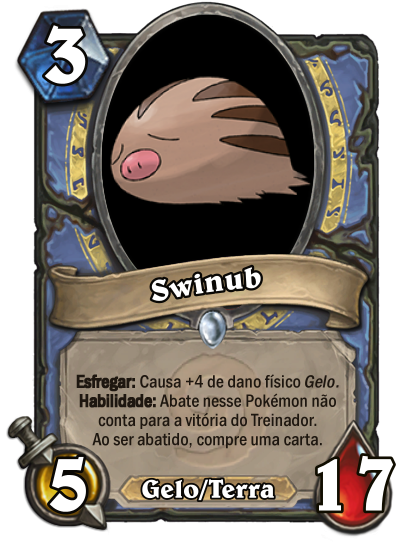 3
Swinub
Esfregar: Causa +4 de dano físico Gelo.
Habilidade: Abate nesse Pokémon não
conta para a vitória do Treinador.
Ao ser abatido, compre uma carta.
5
Gelo/Terra
17